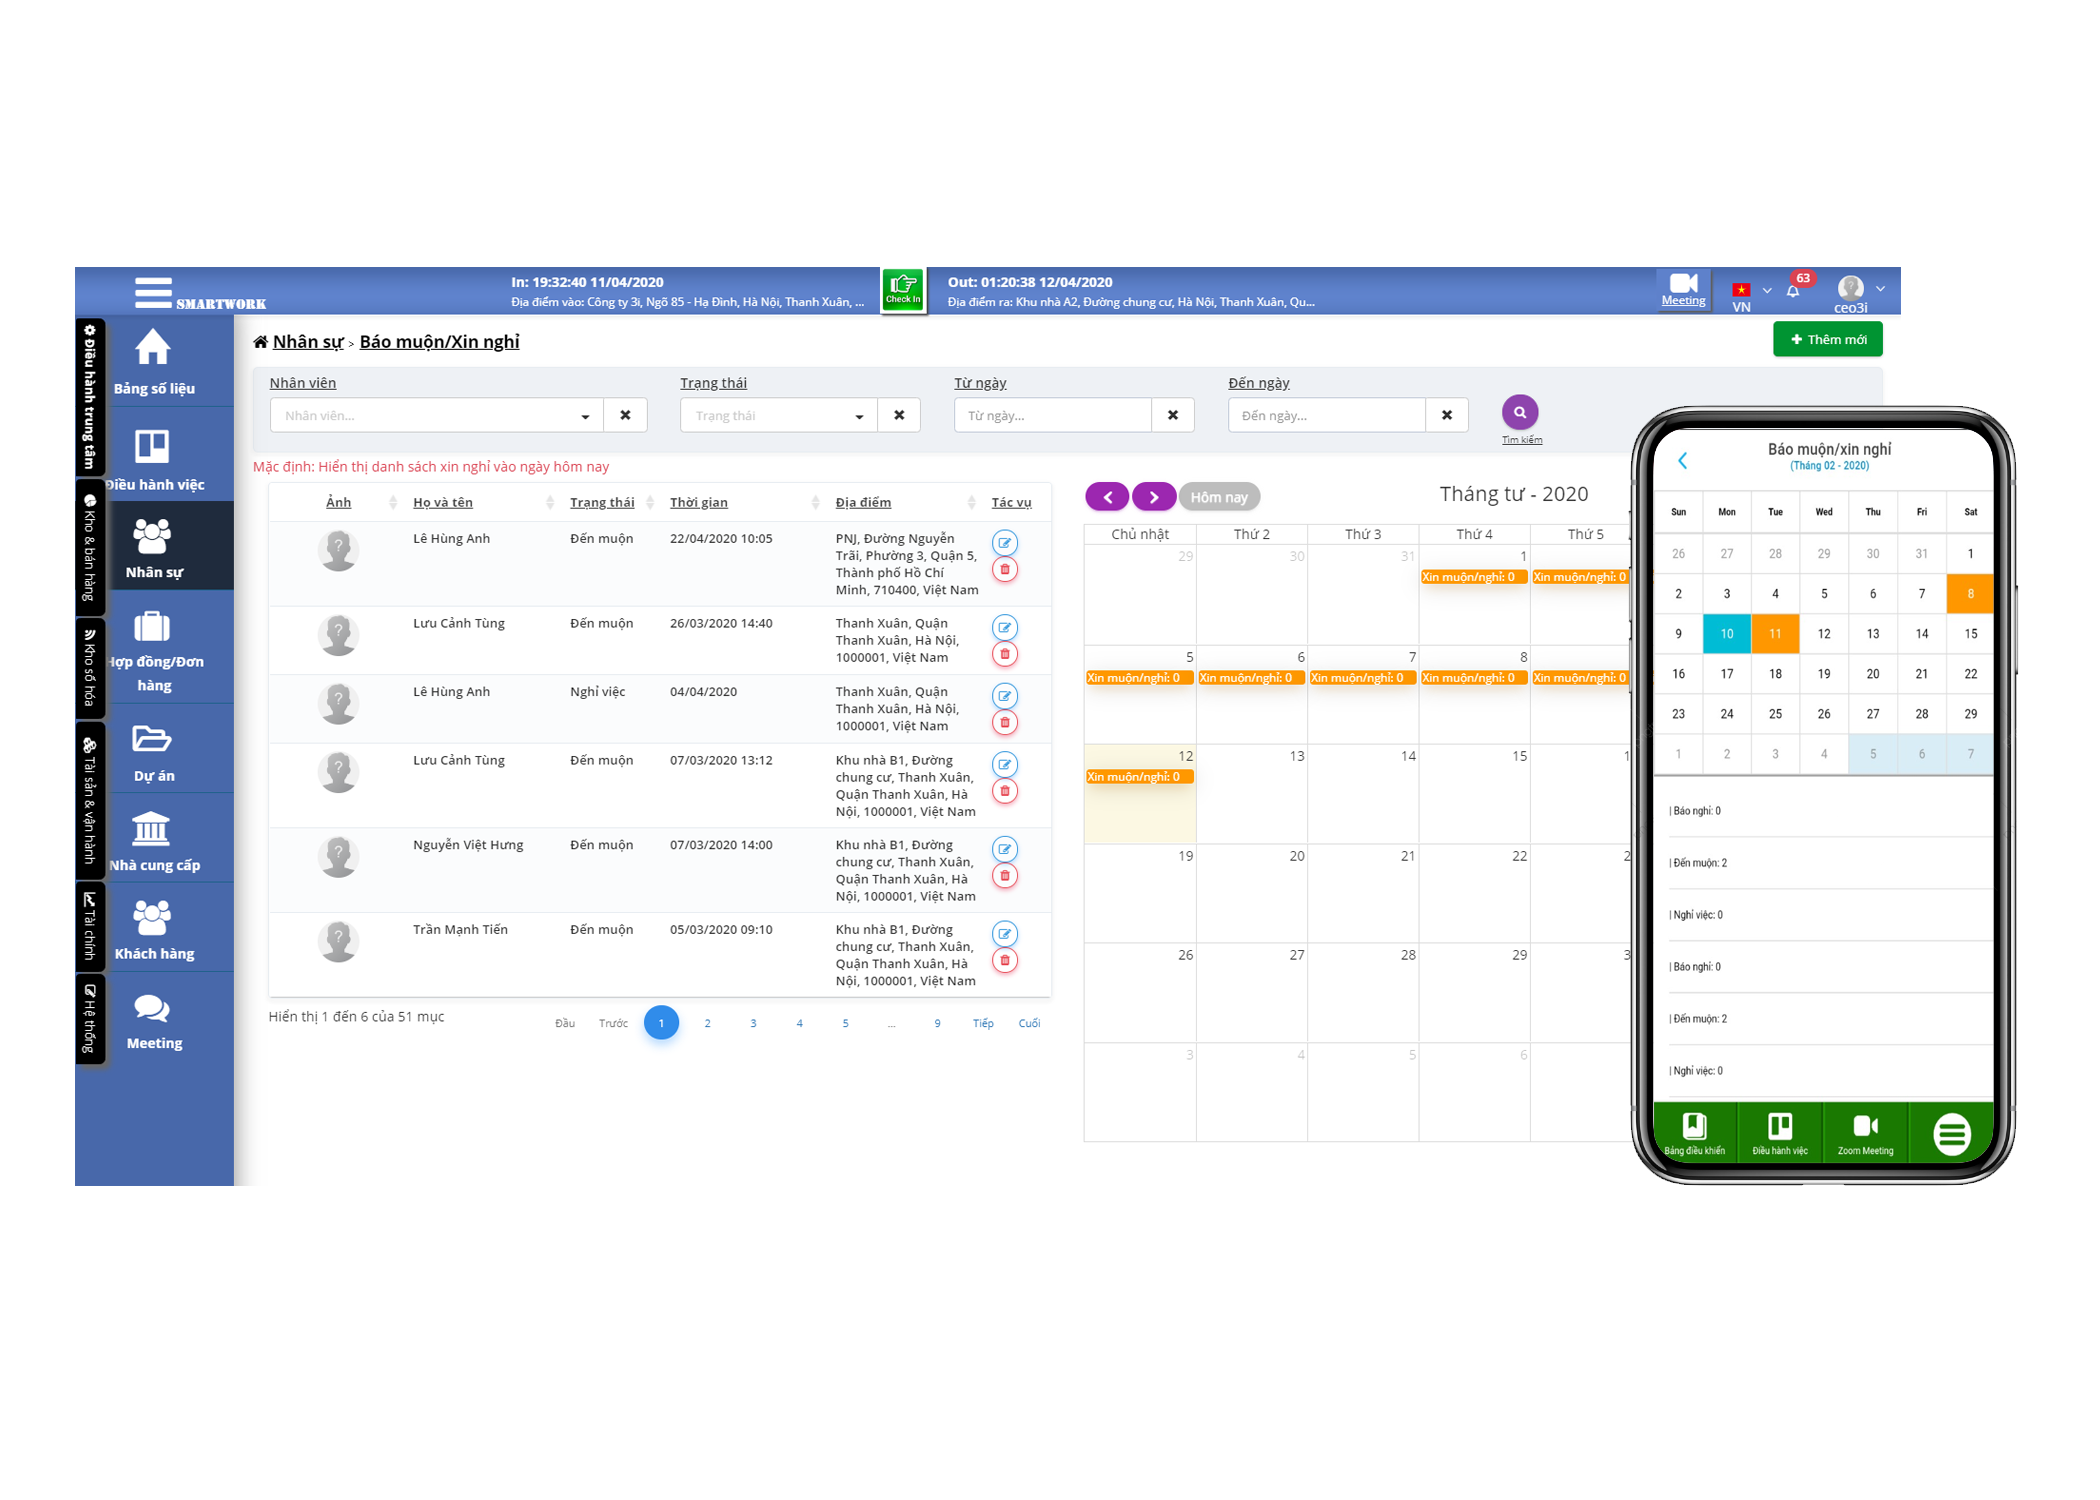 SMARTWORK
In: 19:32:40 11/04/2020
Địa điểm vào: Công ty 3i, Ngõ 85 - Hạ Đình, Hà Nội, Thanh Xuân, ...
Check In
Out: 01:20:38 12/04/2020
Địa điểm ra: Khu nhà A2, Đường chung cư, Hà Nội, Thanh Xuân, Qu...
Meeting
VN
63
ceo3i
Điều hành trung tâm
Kho & bán hàng
Kho số hóa
Tài sản & vận hành
Tài chính
Hệ thống
Bảng số liệu
Điều hành việc
Nhân sự
Hợp đồng/Đơn
hàng
Dự án
Nhà cung cấp
Khách hàng
Meeting
Nhân sự > Báo muộn/Xin nghỉ
Thêm mới
Nhân viên
Trạng thái
Từ ngày
Đến ngày
Nhân viên...
Trạng thái
Từ ngày...
Đến ngày...
Tìm kiếm
Mặc định: Hiển thị danh sách xin nghỉ vào ngày hôm nay
Ảnh Họ và tên Trạng thái Thời gian Địa điểm Tác vụ
Lê Hùng Anh Đến muộn 22/04/2020 10:05 PNJ, Đường Nguyễn
Trãi, Phường 3, Quận 5,
Thành phố Hồ Chí
Minh, 710400, Việt Nam
Lưu Cảnh Tùng Đến muộn 26/03/2020 14:40 Thanh Xuân, Quận
Thanh Xuân, Hà Nội,
1000001, Việt Nam
Lê Hùng Anh Nghỉ việc 04/04/2020 Thanh Xuân, Quận
Thanh Xuân, Hà Nội,
1000001, Việt Nam
Lưu Cảnh Tùng Đến muộn 07/03/2020 13:12 Khu nhà B1, Đường
chung cư, Thanh Xuân,
Quận Thanh Xuân, Hà
Nội, 1000001, Việt Nam
Nguyễn Việt Hưng Đến muộn 07/03/2020 14:00 Khu nhà B1, Đường
chung cư, Thanh Xuân,
Quận Thanh Xuân, Hà
Nội, 1000001, Việt Nam
Trần Mạnh Tiến Đến muộn 05/03/2020 09:10 Khu nhà B1, Đường
chung cư, Thanh Xuân,
Quận Thanh Xuân, Hà
Nội, 1000001, Việt Nam
Hiển thị 1 đến 6 của 51 mục
Đầu Trước 1 2 3 4 5 ... 9 Tiếp Cuối
Hôm nay
Tháng tư - 2020
Chủ nhật Thứ 2 Thứ 3 Thứ 4 Thứ 5
29 30 31 1
Xin muộn/nghỉ: 0 Xin muộn/nghỉ: 0
5 6 7 8
Xin muộn/nghỉ: 0 Xin muộn/nghỉ: 0 Xin muộn/nghỉ: 0 Xin muộn/nghỉ: 0 Xin muộn/nghỉ: 0
12 13 14 15 1
Xin muộn/nghỉ: 0
19 20 21 22 2
26 27 28 29 3
3 4 5 6
Báo muộn/xin nghỉ
(Tháng 02 - 2020)
Sun Mon Tue Wed Thu Fri Sat
26 27 28 29 30 31 1
2 3 4 5 6 7 8
9 10 11 12 13 14 15
16 17 18 19 20 21 22
23 24 25 26 27 28 29
1 2 3 4 5 6 7
| Báo nghỉ: 0
| Đến muộn: 2
| Nghỉ việc: 0
| Báo nghỉ: 0
| Đến muộn: 2
| Nghỉ việc: 0
Bảng điều khiển
Điều hành việc
Zoom Meeting